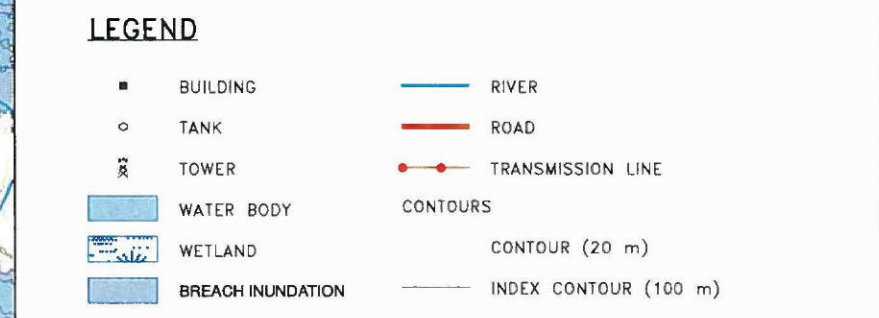 LEGEND
BUILDING
TANK
TOWER
WATER BODY
WETLAND
BREACH INUNDATION
RIVER
ROAD
TRANSMISSION LINE
CONTOURS
CONTOUR (20 m)
INDEX CONTOUR (100 m)